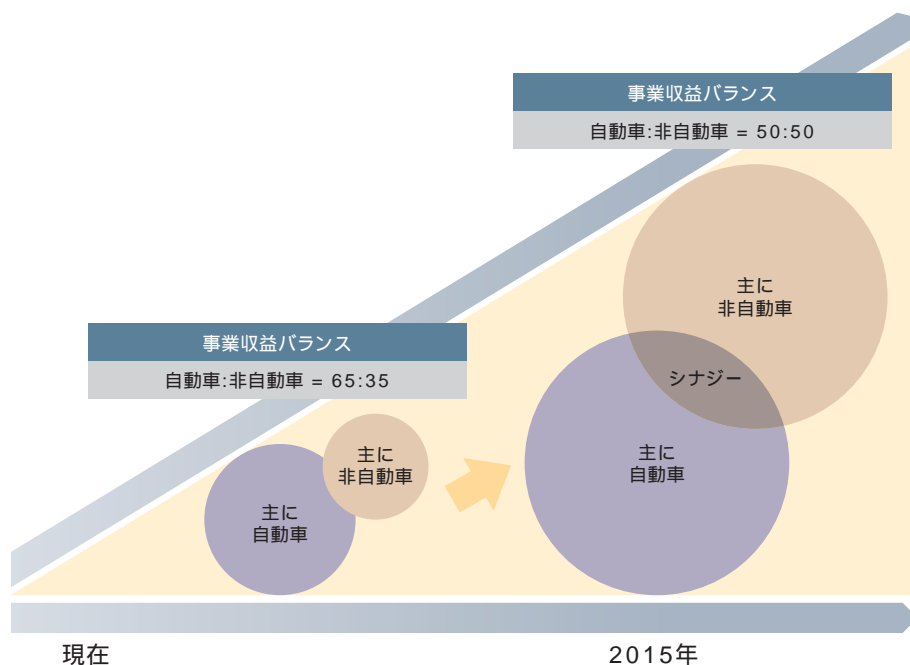 事業収益バランス
自動車:非自動車 = 50:50
主に
非自動車
シナジー
主に
自動車
事業収益バランス
自動車:非自動車 = 65:35
主に
非自動車
主に
自動車
現在
2015年